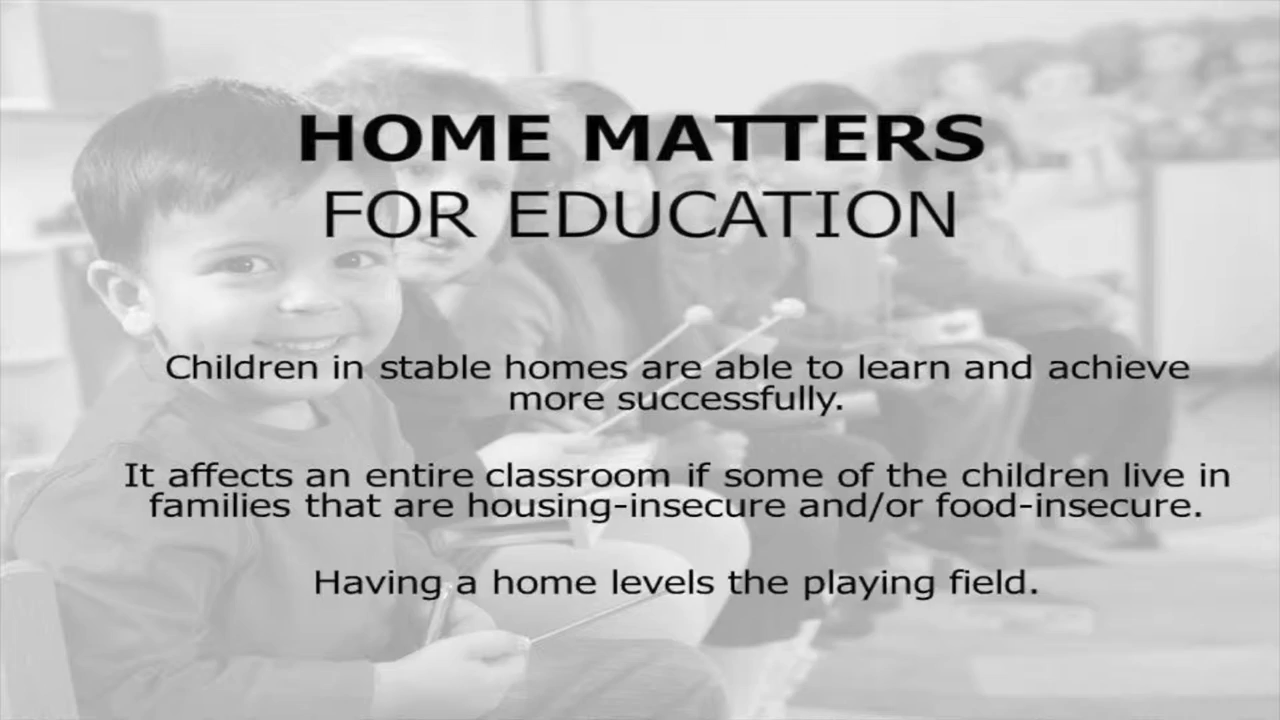 HOME MATTERS
FOR EDUCATION
Children in stable homes are able to learn and achieve
more successfully.
It affects an entire classroom if some of the children live in
families that are housing-insecure and/or food-insecure.
Having a home levels the playing field.